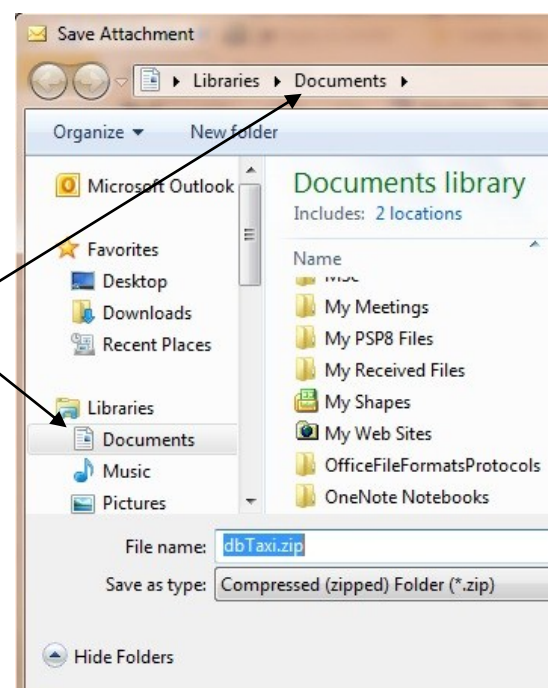 Save Attachment
Libraries Documents
Organize New folder
Microsoft Outlook
Favorites
Desktop
Downloads
Recent Places
Libraries
Documents
Music
Pictures
Documents library
Includes: 2 locations
Name
My Meetings
My PSP8 Files
My Received Files
My Shapes
My Web Sites
OfficeFileFormatsProtocols
OneNote Notebooks
File name: dbTaxi.zip
Save as type: Compressed (zipped) Folder (*.zip)
Hide Folders